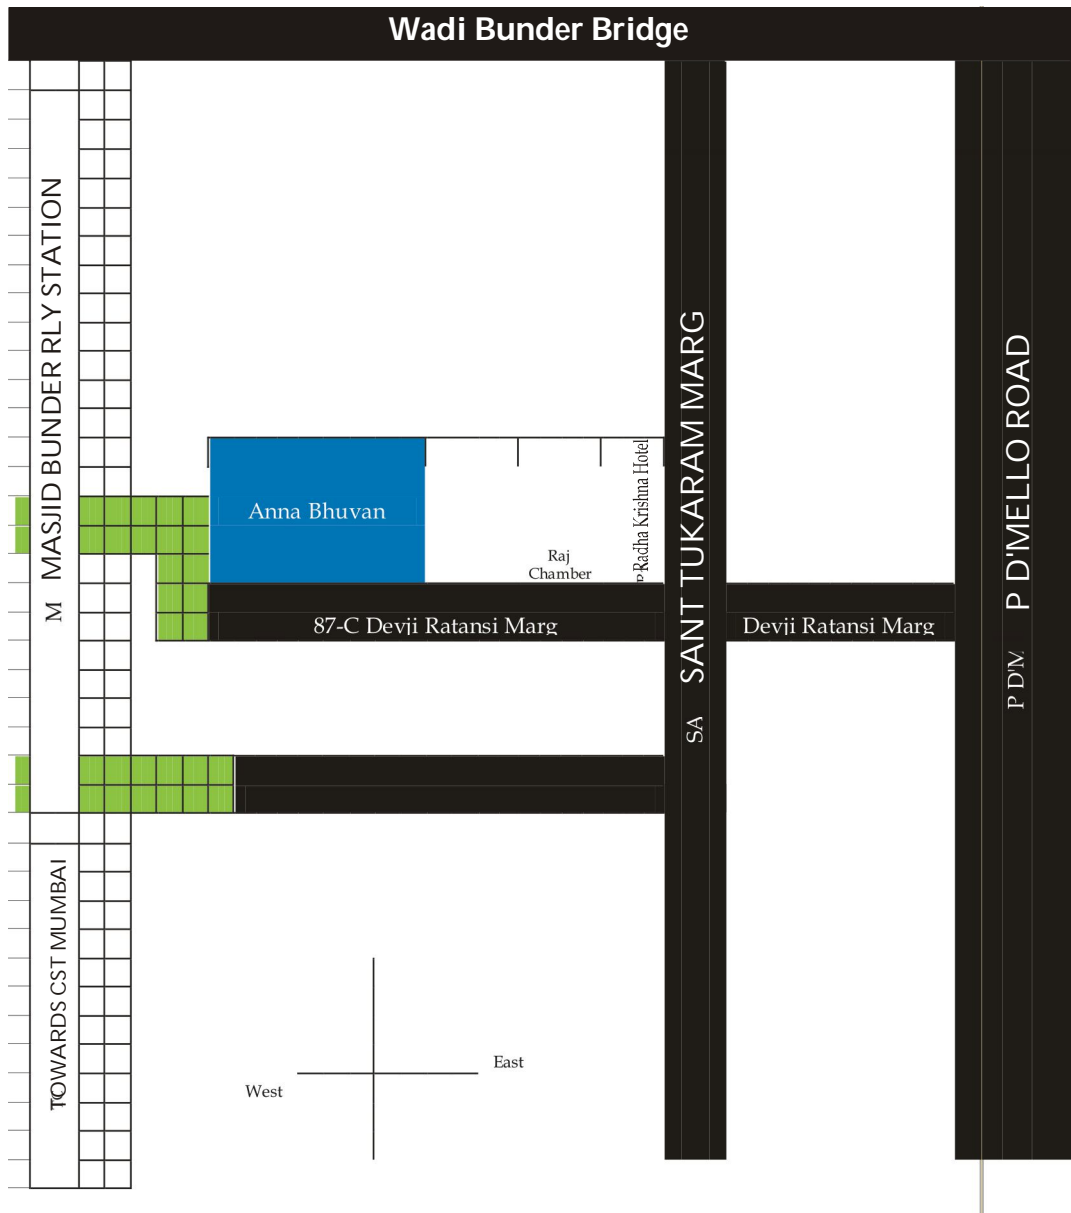 Wadi Bunder Bridge
MASJID BUNDER RLY STATION
M
SANT TUKARAM MARG
SA
P D'MELLO ROAD
P D'M
Anna Bhuvan
Raj
Chamber
Radha Krishna Hotel
87-C Devji Ratansi Marg
Devji Ratansi Marg
TOWARDS CST MUMBAI
East
West